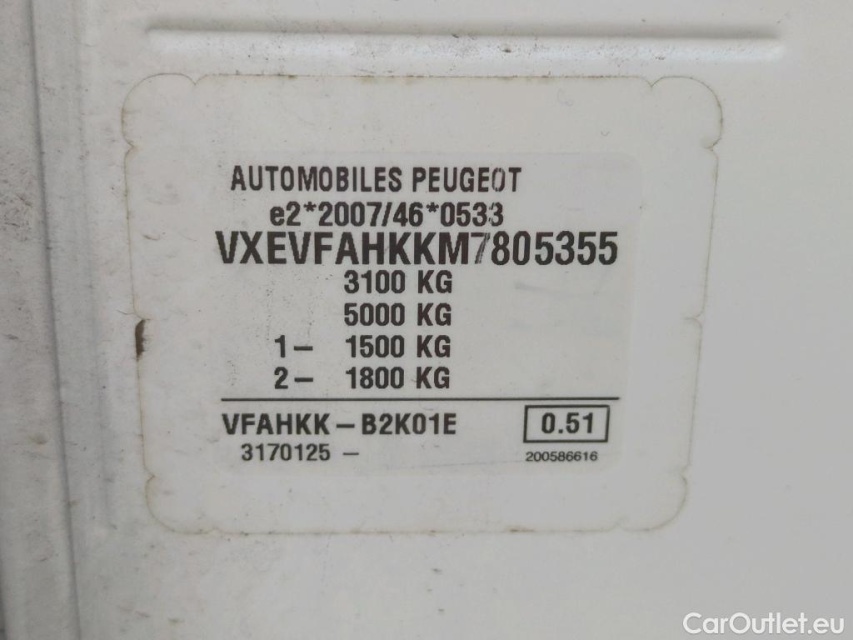 AUTOMOBILES PEUGEOT
e2*2007/46*0533
VXEVFAHKKM7805355
3100 KG
5000 KG
1- 1500 KG
2- 1800 KG
VFAHKK-B2K01E 0.51
3170125 - 200586616
CarOutlet.eu